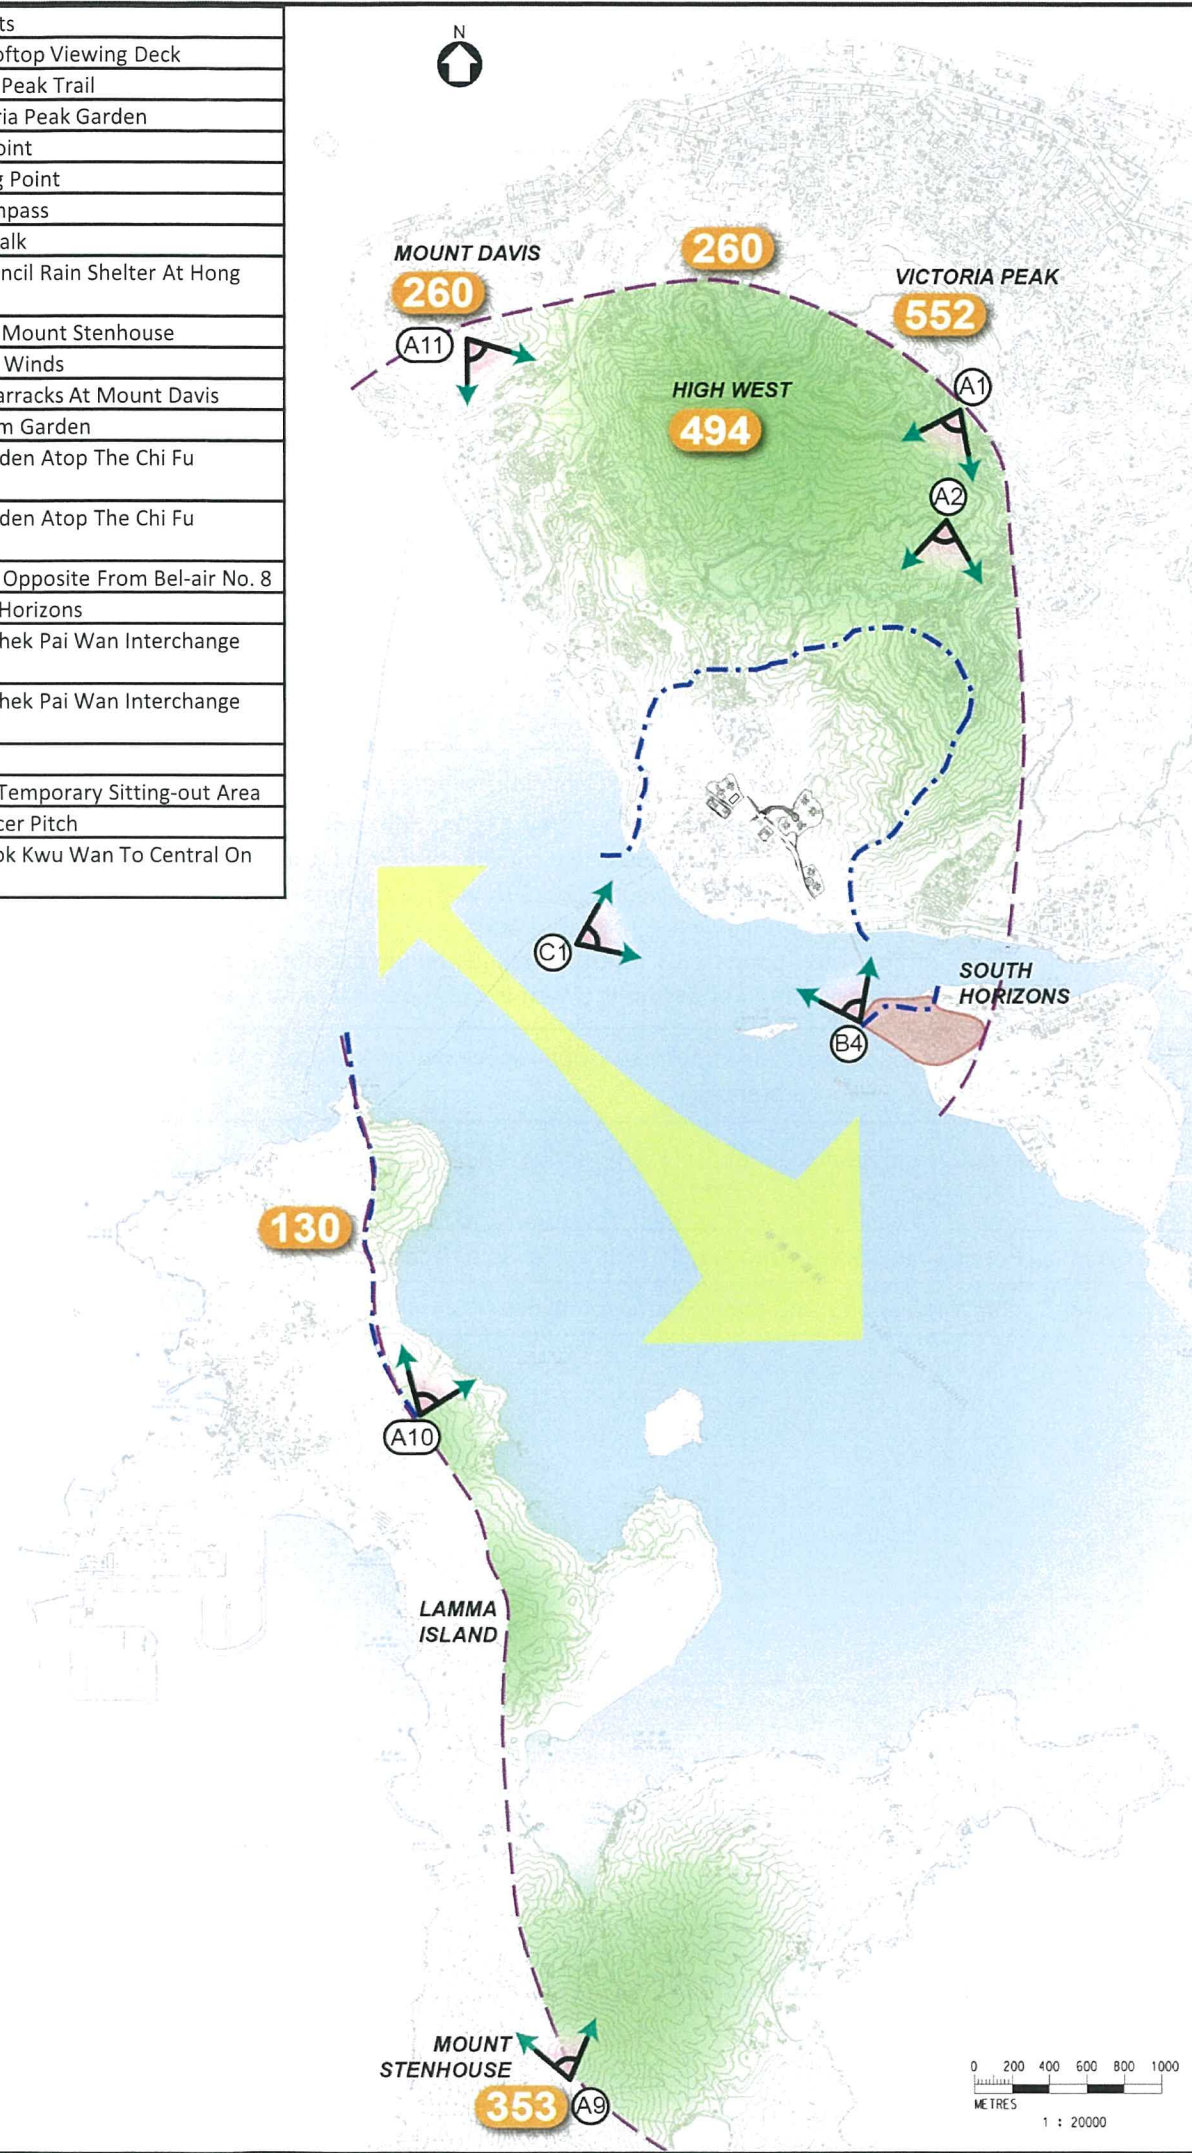 ts
oftop Viewing Deck
Peak Trail
ria Peak Garden
oint
g Point
mpass
alk
ncil Rain Shelter At Hong
Mount Stenhouse
Winds
arracks At Mount Davis
m Garden
den Atop The Chi Fu
den Atop The Chi Fu
Opposite From Bel-air No. 8
Horizons
hek Pai Wan Interchange
hek Pai Wan Interchange
Temporary Sitting-out Area
cer Pitch
ok Kwu Wan To Central On
N
MOUNT DAVIS
260
260
VICTORIA PEAK
552
A11
HIGH WEST
494
A1
A2
C1
SOUTH
HORIZONS
B4
130
A10
LAMMA
ISLAND
MOUNT
STENHOUSE
353
A9
0 200 400 600 800 1000
METRES
1 : 20000